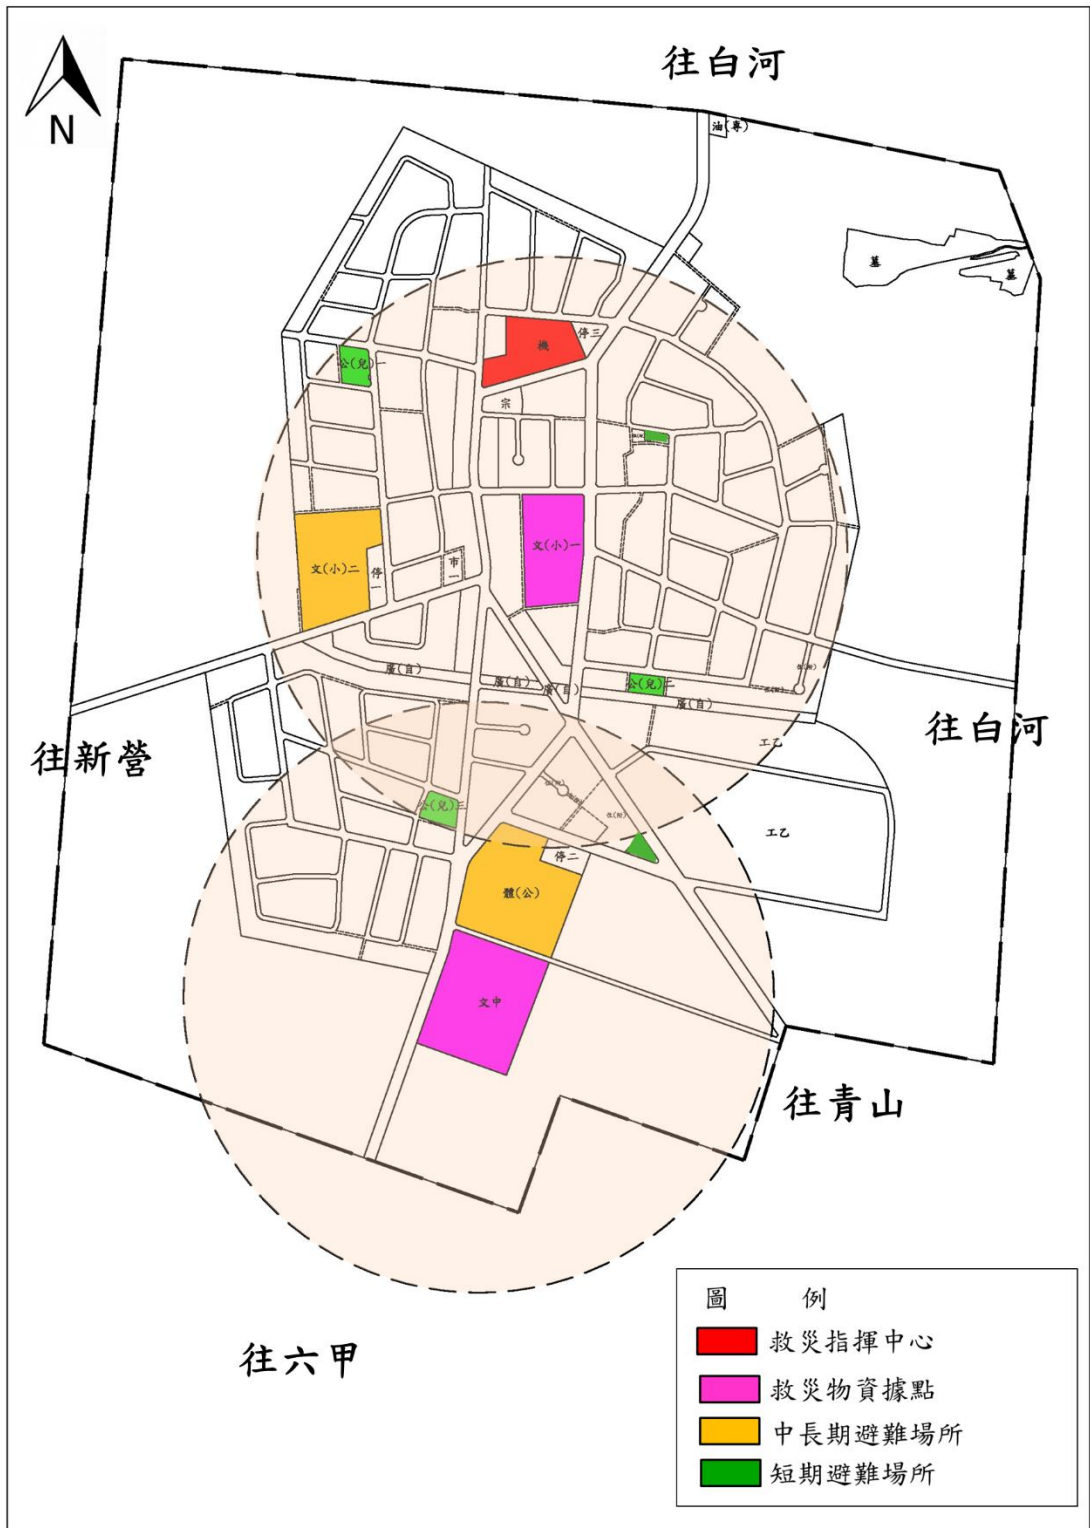 往白河
N
油(專)
墓
墓
停三
機
公(兒)一
宗
文(小)一
文(小)二
停一
市一
廣(自)
廣(自)
廣(自)
公(兒)二
廣(自)
往新營
往白河
工乙
公(兒)三
工乙
停二
體(公)
文中
往青山
往六甲
圖 例
救災指揮中心
救災物資據點
中長期避難場所
短期避難場所